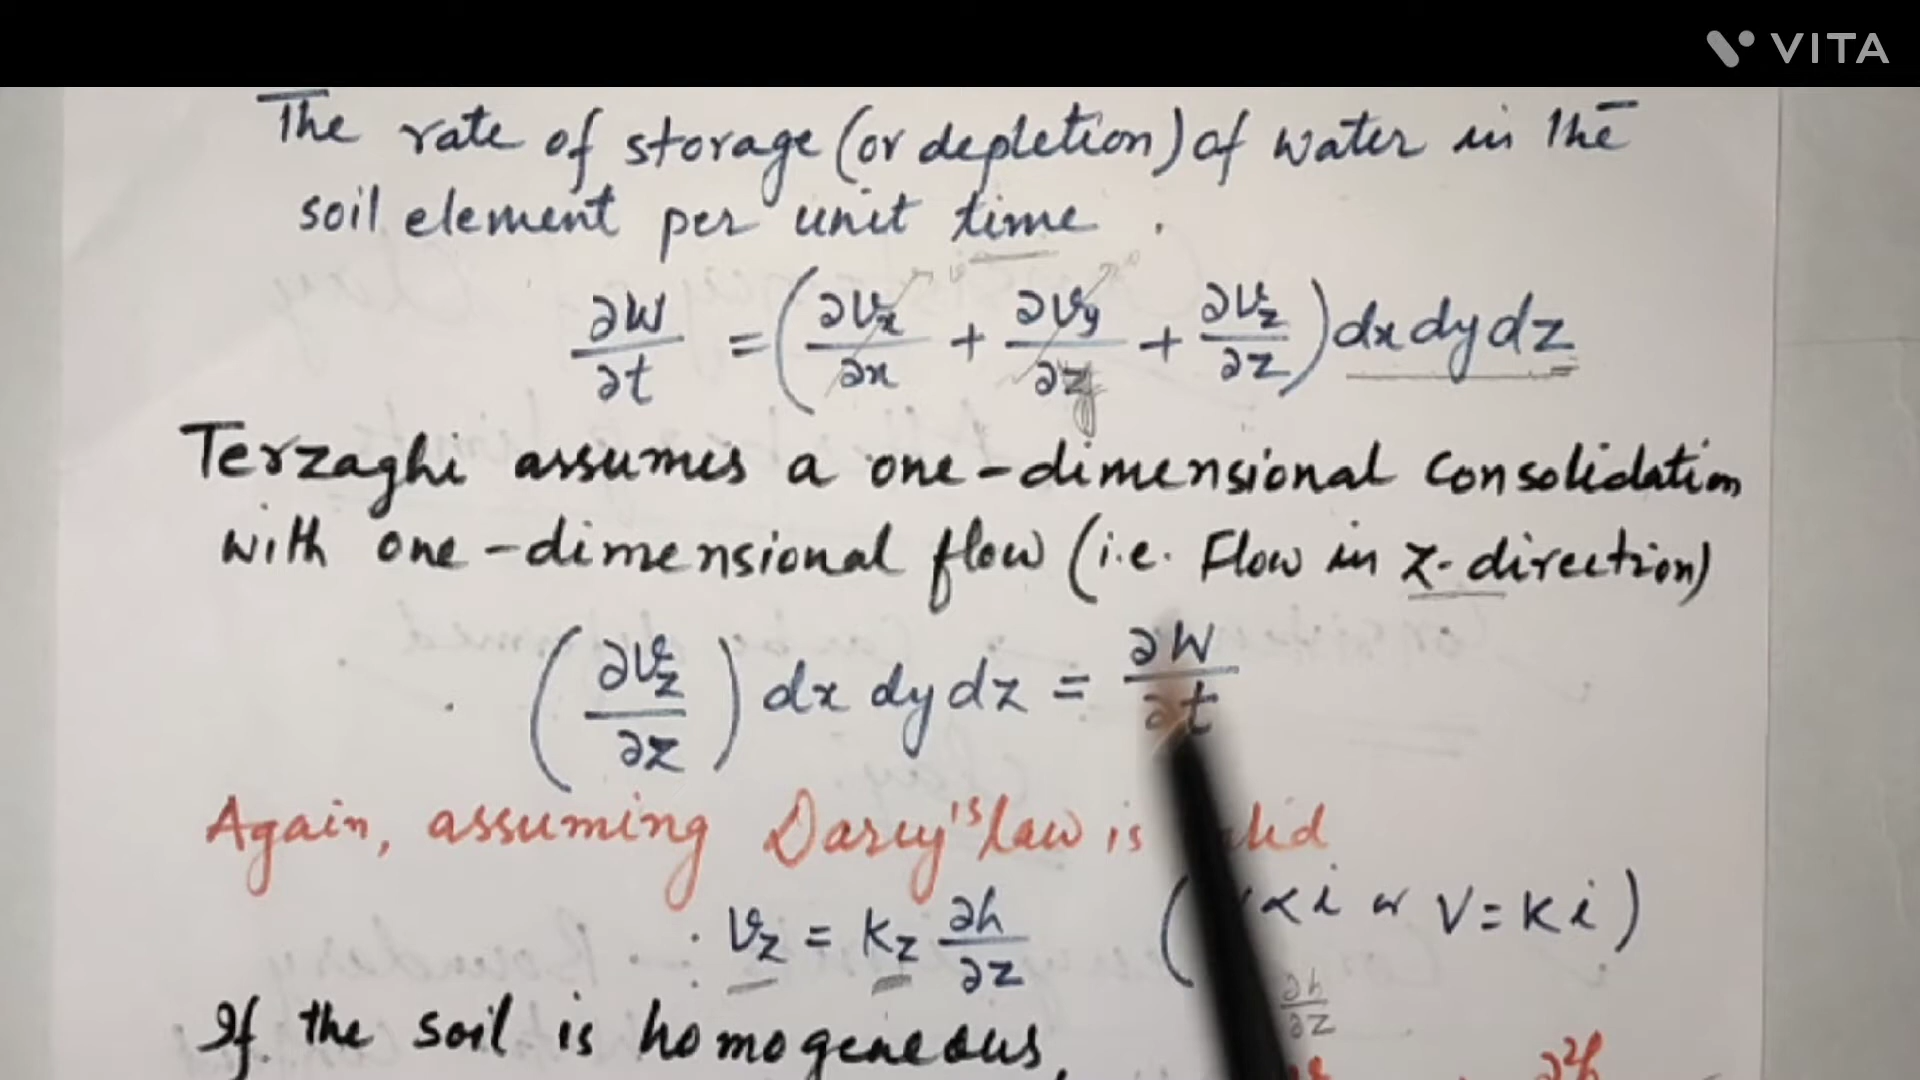 VITA
The rate of storage (or depletion) of water in the
soil element per unit time.
∂W/∂t = (∂Vx/∂x + ∂Vy/∂y + ∂Vz/∂z) dx dy dz
Terzaghi assumes a one-dimensional consolidation
with one-dimensional flow (i.e. Flow in z-direction)
(∂Vz/∂z) dx dy dz = ∂W/∂t
Again, assuming Darcy's law is
∴ Vz = Kz ∂h/∂z ( ∝ i or V = K i )
∂h/∂z
If the soil is homogeneous,
∂²h